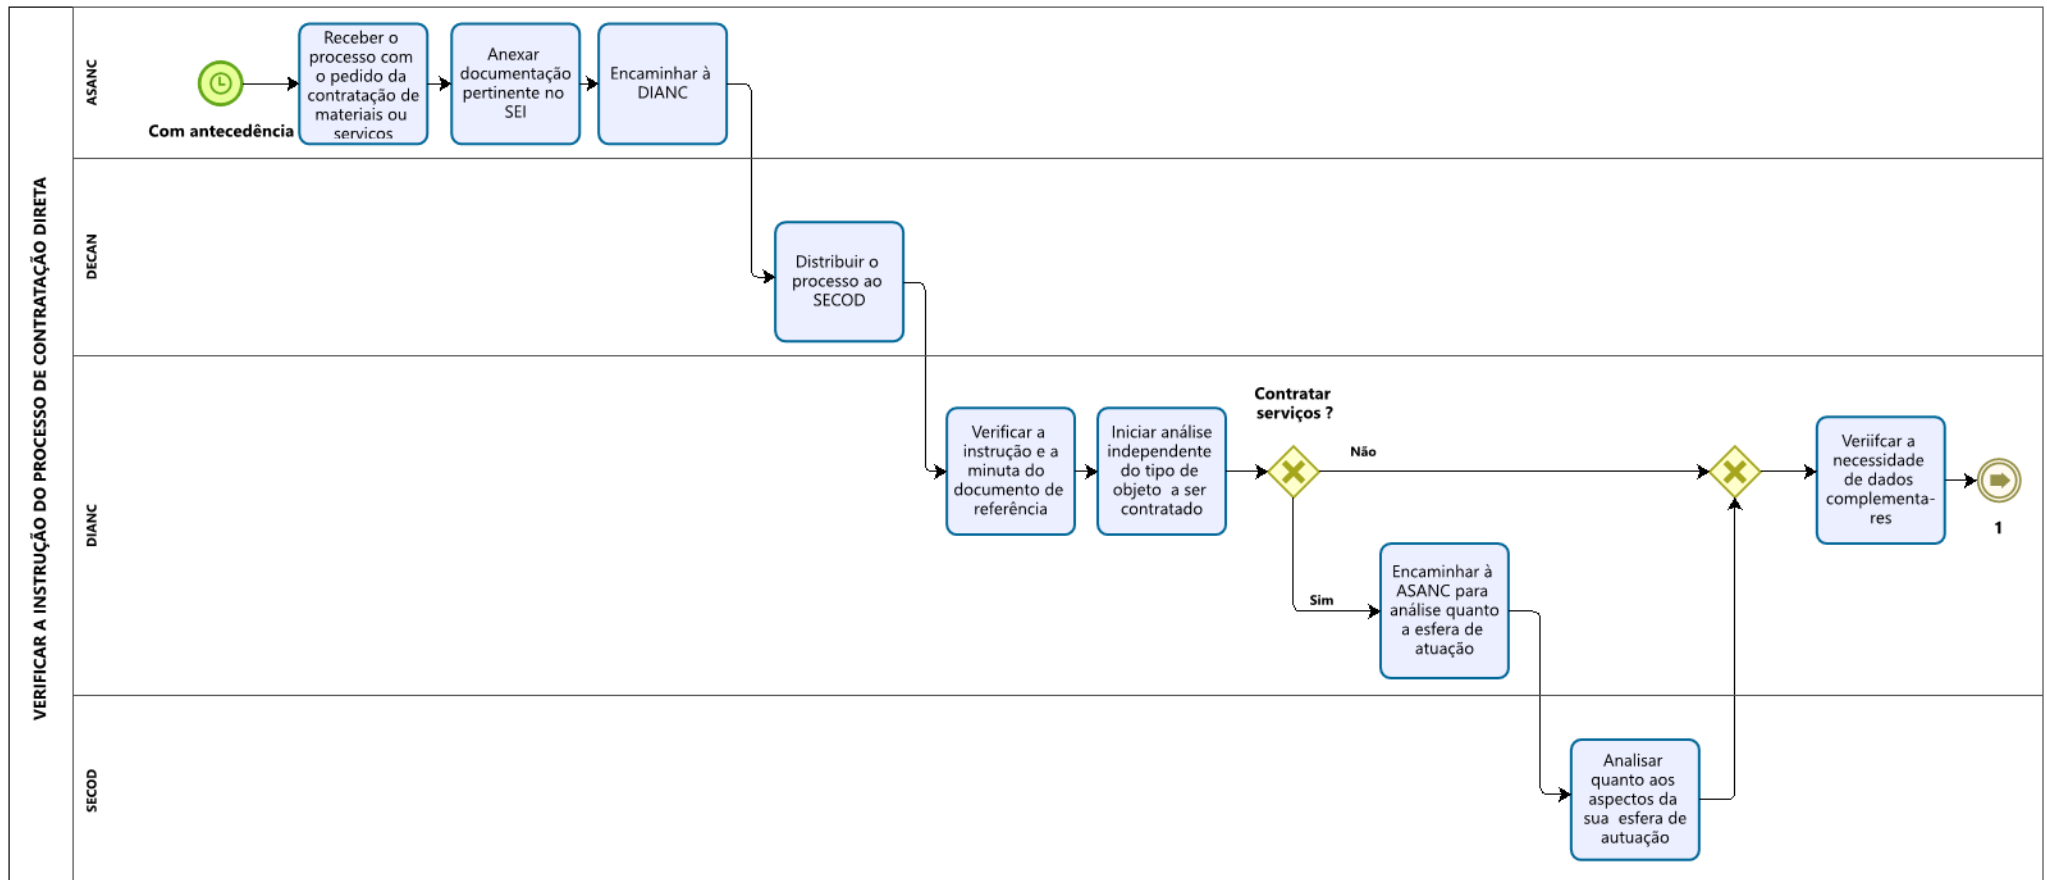 VERIFICAR A INSTRUÇÃO DO PROCESSO DE CONTRATAÇÃO DIRETA
ASANC
Com antecedência
Receber o
processo com
o pedido da
contratação de
materiais ou
serviços
Anexar
documentação
pertinente no
SEI
Encaminhar à
DIANC
DECAN
Distribuir o
processo ao
SECOD
DIANC
Verificar a
instrução e a
minuta do
documento de
referência
Iniciar análise
independente
do tipo de
objeto a ser
contratado
Contratar
serviços ?
Não
Sim
Encaminhar à
ASANC para
análise quanto
a esfera de
atuação
Veriifcar a
necessidade
de dados
complementa-
res
1
SECOD
Analisar
quanto aos
aspectos da
sua esfera de
autuação